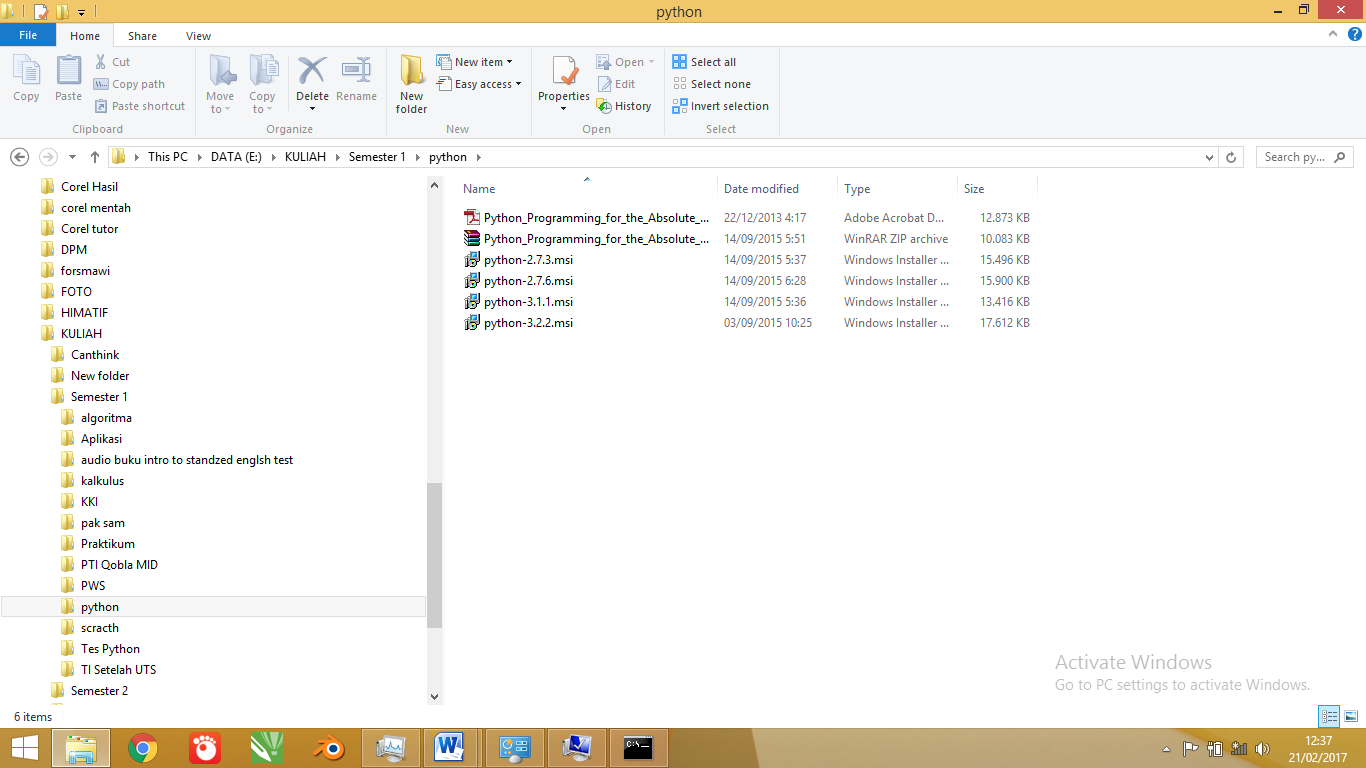 python
File Home Share View
Copy
Paste
Cut
Copy path
Paste shortcut
Clipboard
Move to
Copy to
Delete
Rename
Organize
New folder
New item
Easy access
New
Properties
Open
Edit
History
Open
Select all
Select none
Invert selection
Select
This PC DATA (E:) KULIAH Semester 1 python
Search py...
Corel Hasil
corel mentah
Corel tutor
DPM
forsmawi
FOTO
HIMATIF
KULIAH
Canthink
New folder
Semester 1
algoritma
Aplikasi
audio buku intro to standzed englsh test
kalkulus
KKI
pak sam
Praktikum
PTI Qobla MID
PWS
python
scracth
Tes Python
TI Setelah UTS
Semester 2
Name Date modified Type Size
Python_Programming_for_the_Absolute_... 22/12/2013 4:17 Adobe Acrobat D... 12.873 KB
Python_Programming_for_the_Absolute_... 14/09/2015 5:51 WinRAR ZIP archive 10.083 KB
python-2.7.3.msi 14/09/2015 5:37 Windows Installer ... 15.496 KB
python-2.7.6.msi 14/09/2015 6:28 Windows Installer ... 15.900 KB
python-3.1.1.msi 14/09/2015 5:36 Windows Installer ... 13.416 KB
python-3.2.2.msi 03/09/2015 10:25 Windows Installer ... 17.612 KB
Activate Windows
Go to PC settings to activate Windows.
6 items
12:37
21/02/2017